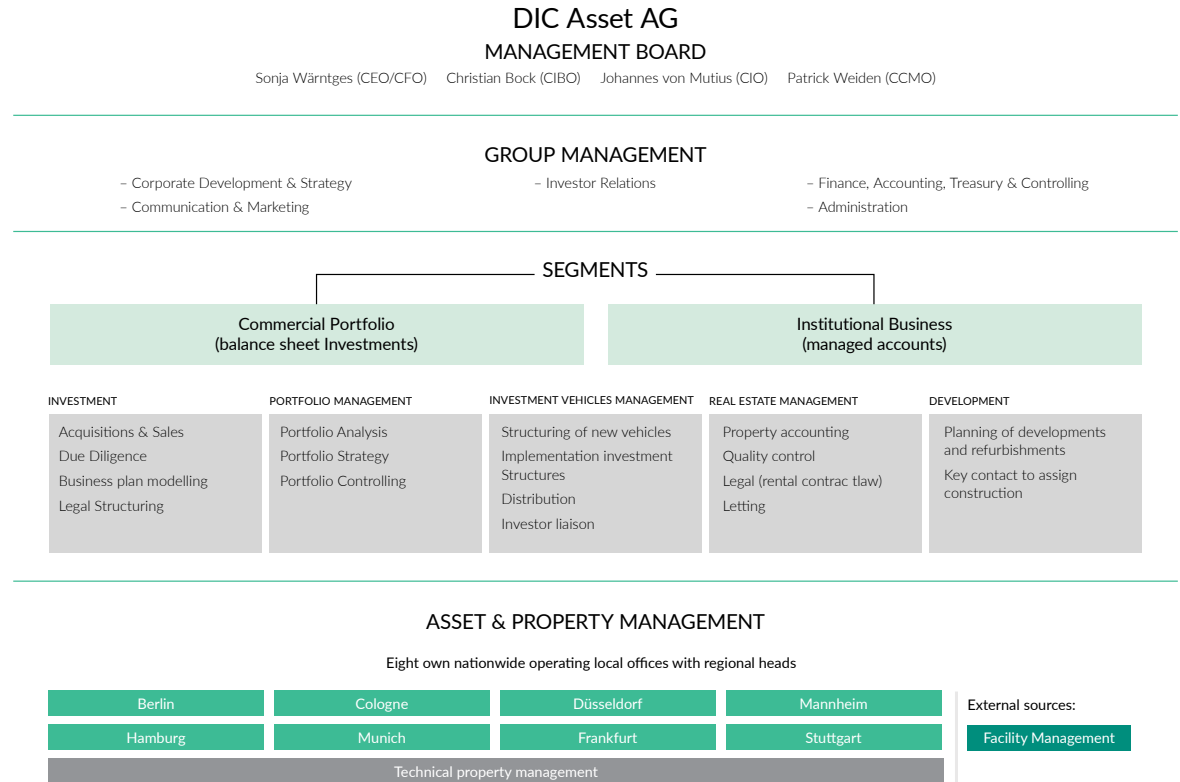 DIC Asset AG
MANAGEMENT BOARD
Sonja Wärntges (CEO/CFO) Christian Bock (CIBO) Johannes von Mutius (CIO) Patrick Weiden (CCMO)
GROUP MANAGEMENT
– Corporate Development & Strategy
– Communication & Marketing
– Investor Relations
– Finance, Accounting, Treasury & Controlling
– Administration
SEGMENTS
Commercial Portfolio
(balance sheet Investments)
Institutional Business
(managed accounts)
INVESTMENT
Acquisitions & Sales
Due Diligence
Business plan modelling
Legal Structuring
PORTFOLIO MANAGEMENT
Portfolio Analysis
Portfolio Strategy
Portfolio Controlling
INVESTMENT VEHICLES MANAGEMENT
Structuring of new vehicles
Implementation investment
Structures
Distribution
Investor liaison
REAL ESTATE MANAGEMENT
Property accounting
Quality control
Legal (rental contrac tlaw)
Letting
DEVELOPMENT
Planning of developments
and refurbishments
Key contact to assign
construction
ASSET & PROPERTY MANAGEMENT
Eight own nationwide operating local offices with regional heads
Berlin Cologne Düsseldorf Mannheim
Hamburg Munich Frankfurt Stuttgart
Technical property management
External sources:
Facility Management